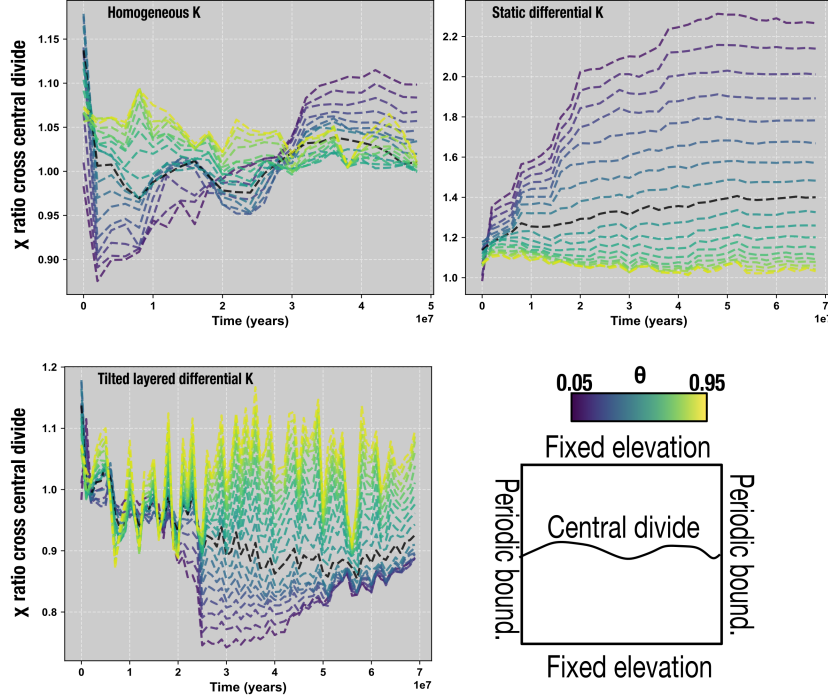 Homogeneous K
Χ ratio cross central divide
1.15
1.10
1.05
1.00
0.95
0.90
0 1 2 3 4 5
1e7
Time (years)
Static differential K
2.2
2.0
1.8
1.6
1.4
1.2
1.0
0 1 2 3 4 5 6 7
1e7
Time (years)
Tilted layered differential K
Χ ratio cross central divide
1.2
1.1
1.0
0.9
0.8
0 1 2 3 4 5 6 7
1e7
Time (years)
0.05 θ 0.95
Fixed elevation
Periodic bound.
Central divide
Periodic bound.
Fixed elevation